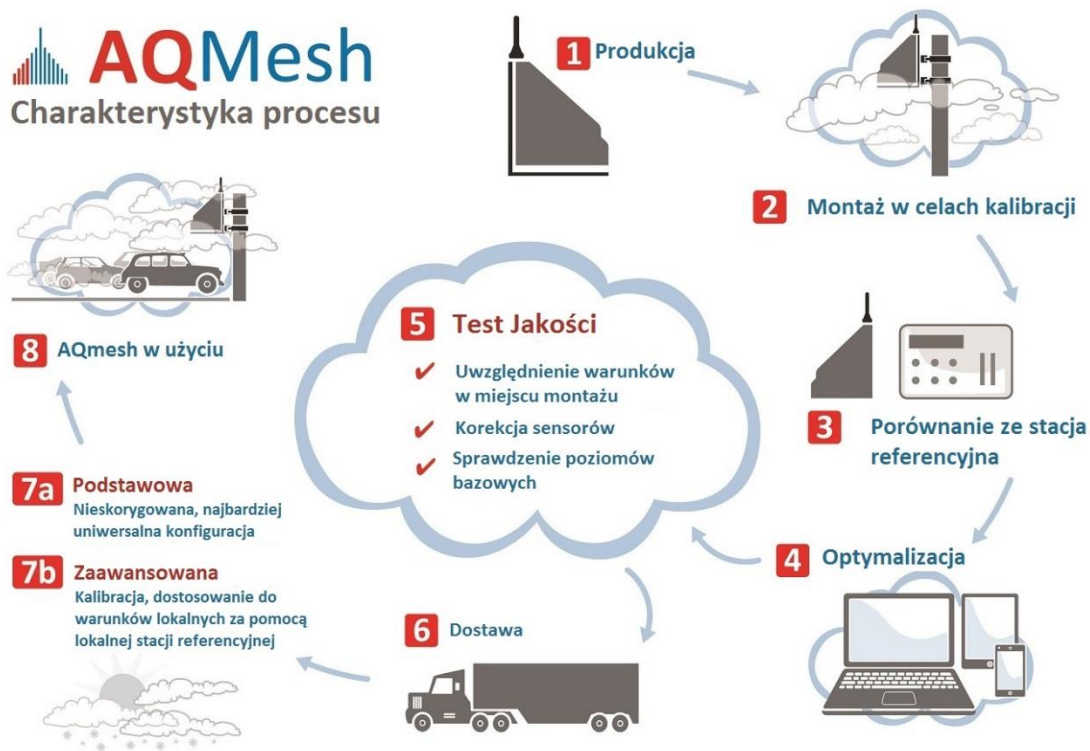 AQMesh
Charakterystyka procesu
1 Produkcja
2 Montaż w celach kalibracji
3 Porównanie ze stacja
referencyjna
4 Optymalizacja
5 Test Jakości
Uwzględnienie warunków
w miejscu montażu
Korekcja sensorów
Sprawdzenie poziomów
bazowych
6 Dostawa
7a Podstawowa
Nieskorygowana, najbardziej
uniwersalna konfiguracja
7b Zaawansowana
Kalibracja, dostosowanie do
warunków lokalnych za pomocą
lokalnej stacji referencyjnej
8 AQmesh w użyciu